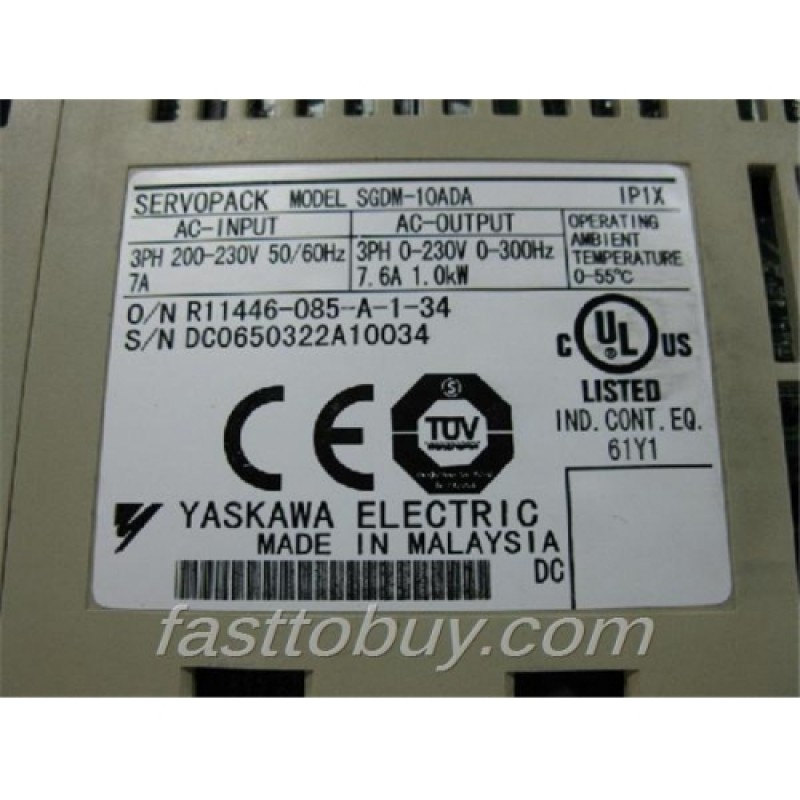 SERVOPACK MODEL SGDM-10ADA IP1X
AC-INPUT AC-OUTPUT OPERATING
AMBIENT
TEMPERATURE
0-55℃
3PH 200-230V 50/60Hz 3PH 0-230V 0-300Hz
7A 7.6A 1.0kW
O/N R11446-085-A-1-34
S/N DC0650322A10034
C UL US
®
LISTED
IND. CONT. EQ.
61Y1
CE
S
TÜV
YASKAWA ELECTRIC
MADE IN MALAYSIA
DC
fasttobuy.com